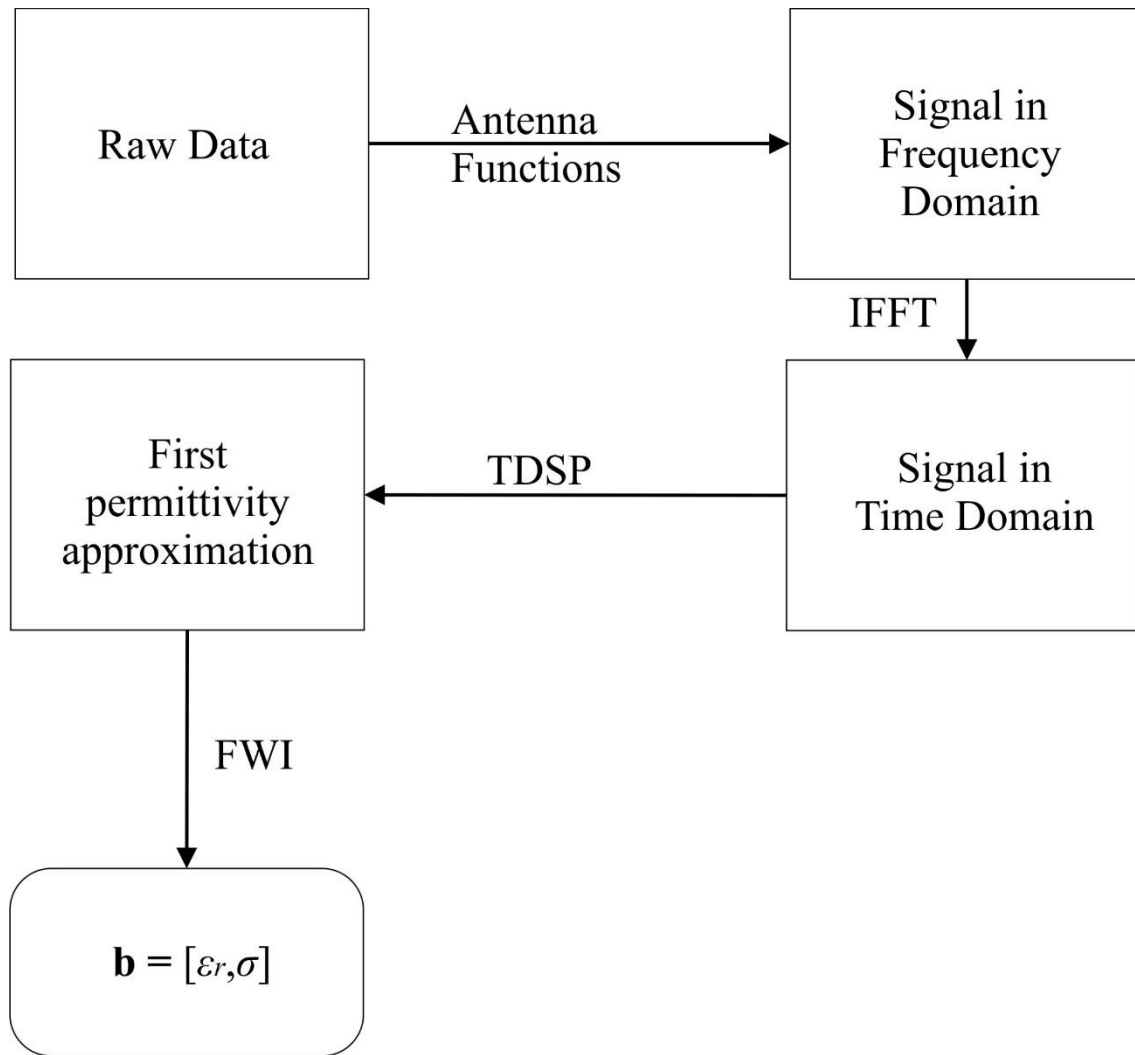 Raw Data
Antenna
Functions
Signal in
Frequency
Domain
IFFT
Signal in
Time Domain
TDSP
First
permittivity
approximation
FWI
b = [εr,σ]